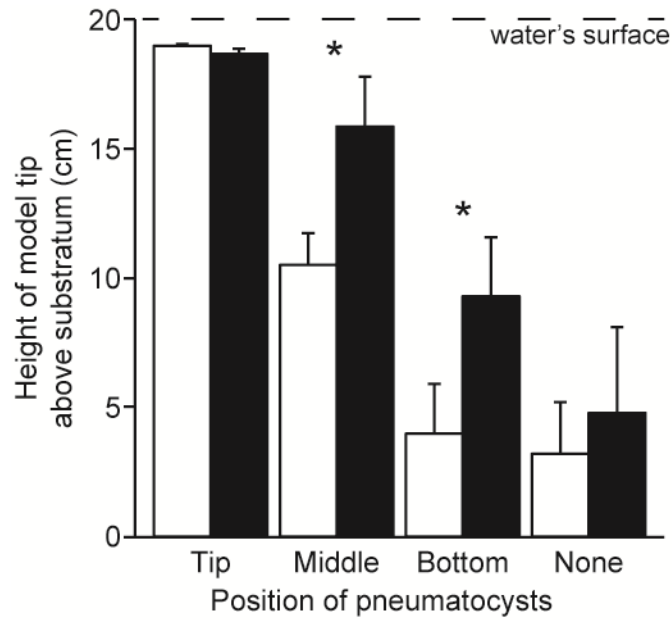 20
water's surface
*
15
*
10
5
0
Height of model tip
above substratum (cm)
Tip Middle Bottom None
Position of pneumatocysts